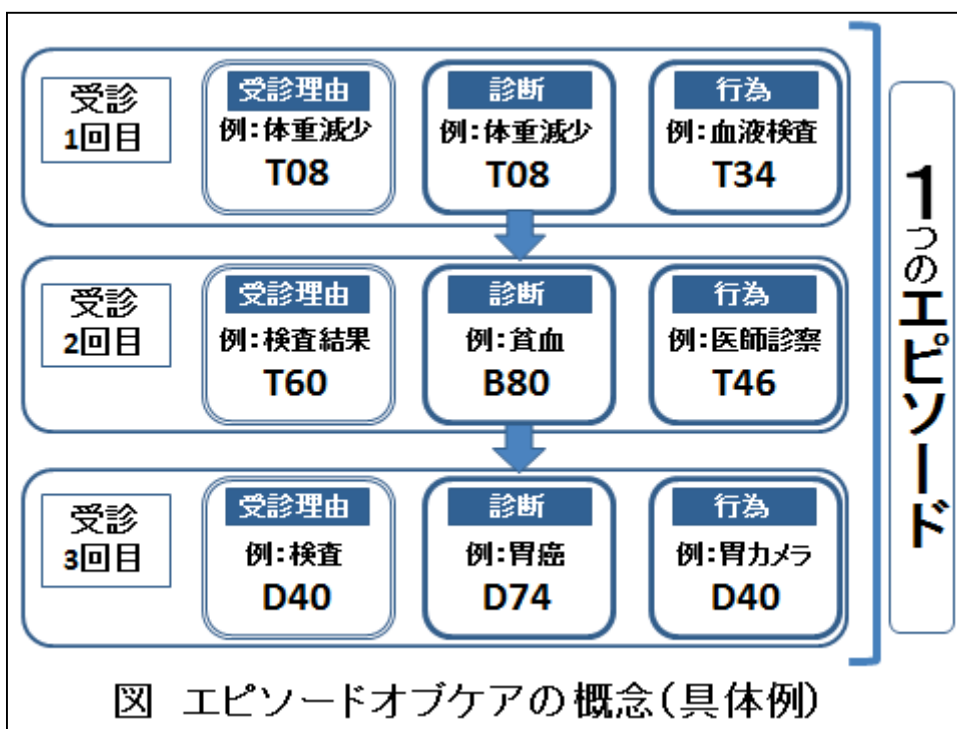 受診
1回目
受診理由
例：体重減少
T08
診断
例：体重減少
T08
行為
例：血液検査
T34
受診
2回目
受診理由
例：検査結果
T60
診断
例：貧血
B80
行為
例：医師診察
T46
受診
3回目
受診理由
例：検査
D40
診断
例：胃癌
D74
行為
例：胃カメラ
D40
1つのエピソード
図 エピソードオブケアの概念（具体例）